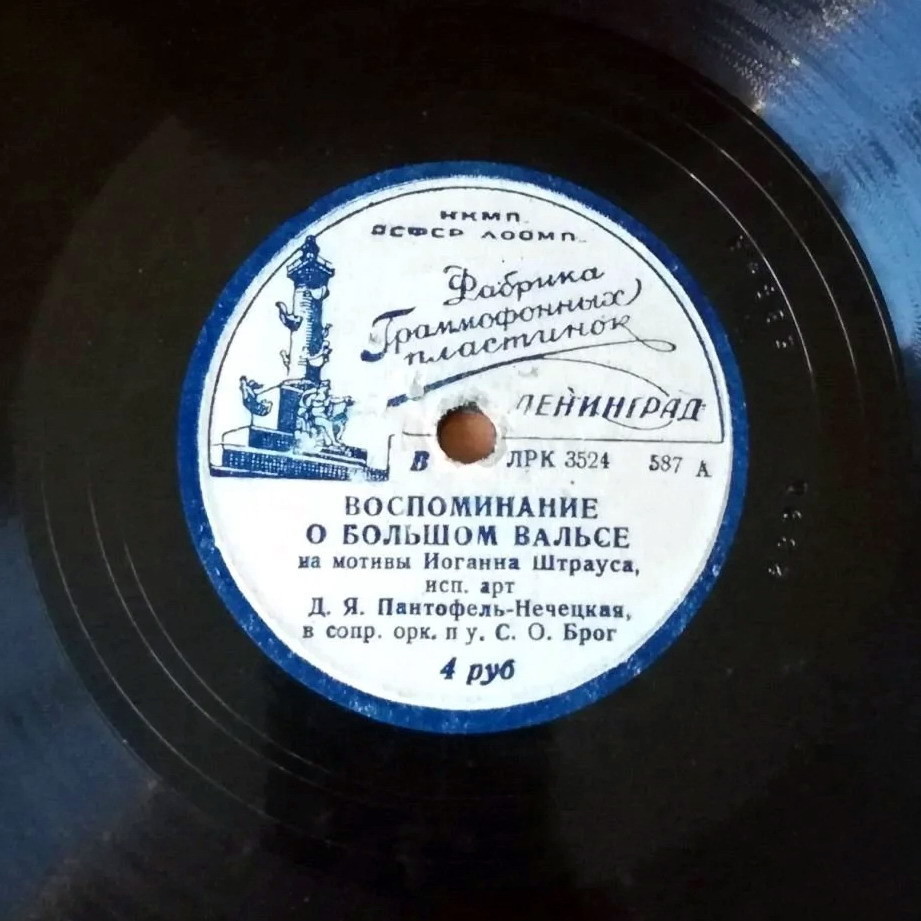 НКМП
РСФСР ЛООМП
Фабрика
Граммофонных
пластинок
ЛЕНИНГРАД
В ЛРК 3524 587 А
ВОСПОМИНАНИЕ
О БОЛЬШОМ ВАЛЬСЕ
на мотивы Иоганна Штрауса,
исп. арт
Д. Я. Пантофель-Нечецкая,
в сопр. орк. п у. С. О. Брог
4 руб